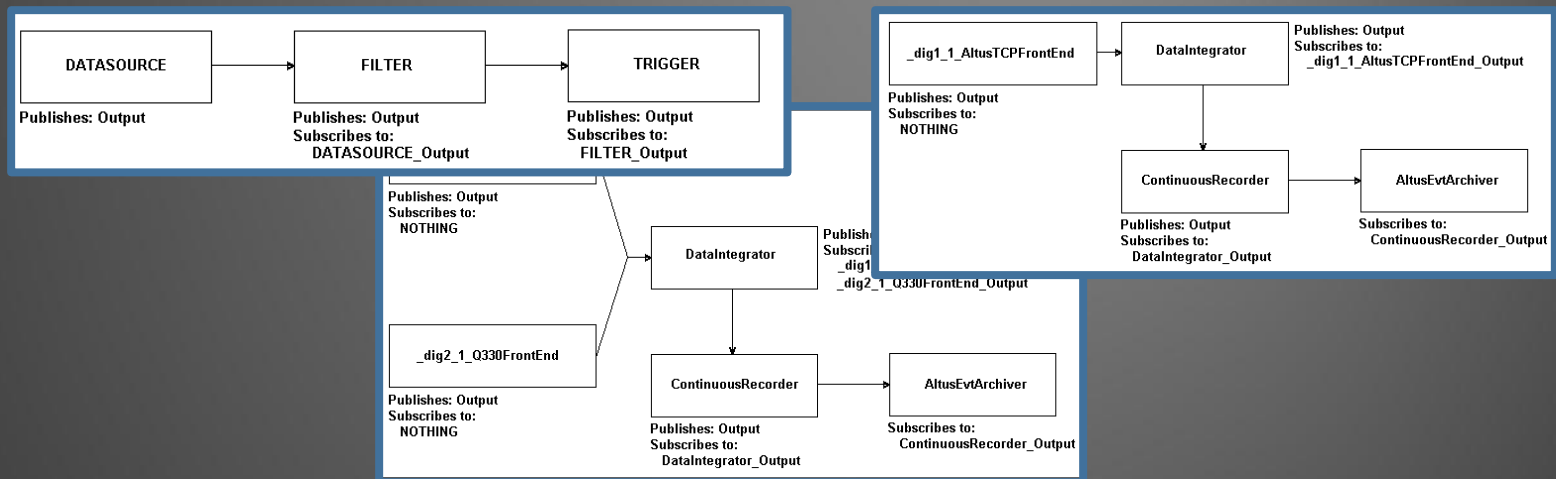 DATASOURCE
Publishes: Output
FILTER
Publishes: Output
Subscribes to:
DATASOURCE_Output
TRIGGER
Publishes: Output
Subscribes to:
FILTER_Output
_dig1_1_AltusTCPFrontEnd
Publishes: Output
Subscribes to:
NOTHING
DataIntegrator
Publishes: Output
Subscribes to:
_dig1_1_AltusTCPFrontEnd_Output
ContinuousRecorder
Publishes: Output
Subscribes to:
DataIntegrator_Output
AltusEvtArchiver
Subscribes to:
ContinuousRecorder_Output
Publishes: Output
Subscribes to:
NOTHING
_dig2_1_Q330FrontEnd
Publishes: Output
Subscribes to:
NOTHING
DataIntegrator
_dig2_1_Q330FrontEnd_Output
ContinuousRecorder
Publishes: Output
Subscribes to:
DataIntegrator_Output
AltusEvtArchiver
Subscribes to:
ContinuousRecorder_Output